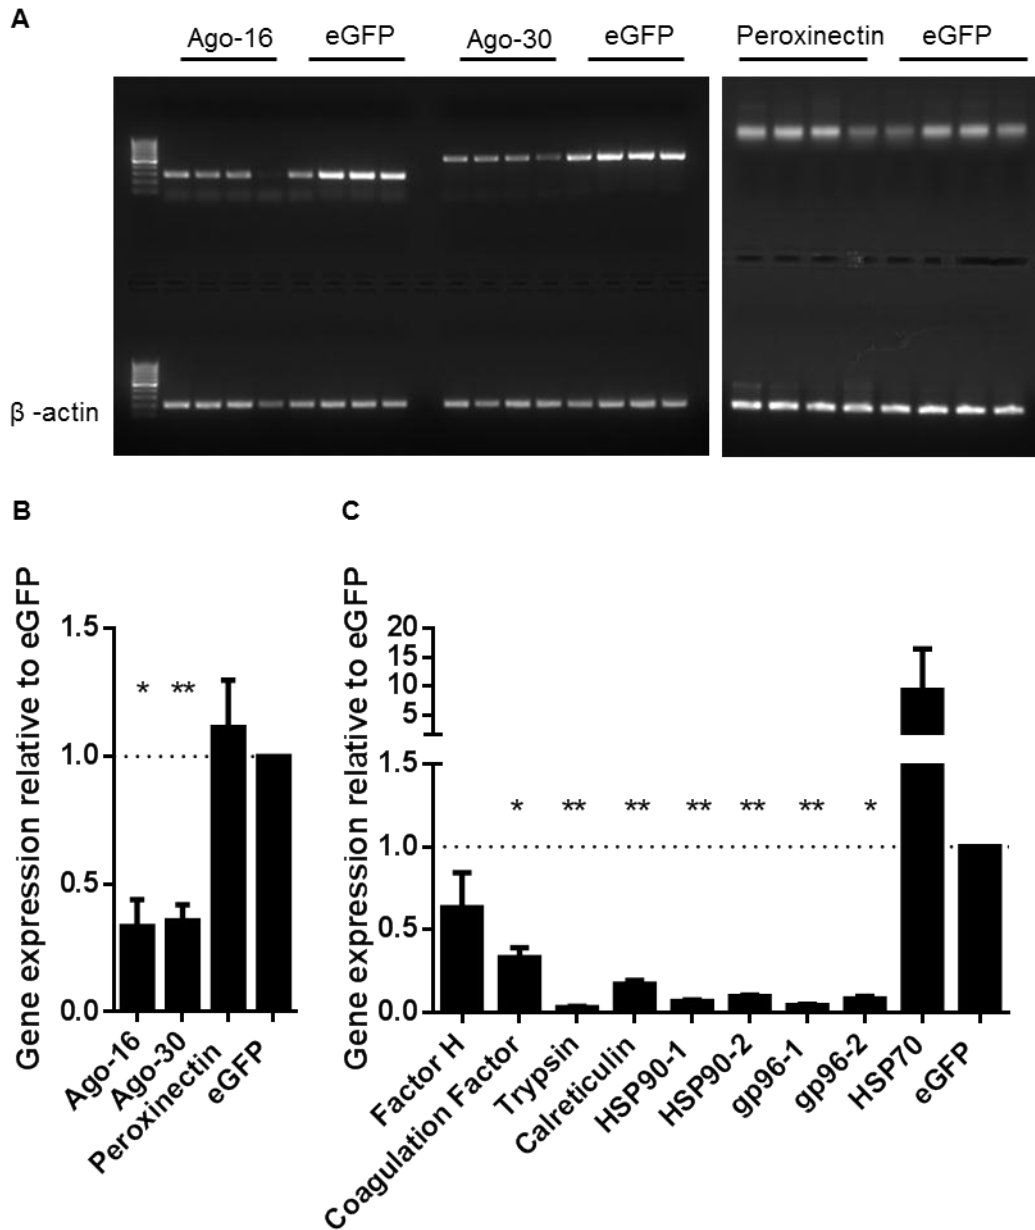 A
Ago-16 eGFP Ago-30 eGFP Peroxinectin eGFP
β -actin
B
Gene expression relative to eGFP
1.5
* **
1.0
0.5
0.0
Ago-16
Ago-30
Peroxinectin
eGFP
C
Gene expression relative to eGFP
20
15
10
5
1.5
* ** ** ** ** ** *
1.0
0.5
0.0
Factor H
Coagulation Factor
Trypsin
Calreticulin
HSP90-1
HSP90-2
gp96-1
gp96-2
HSP70
eGFP